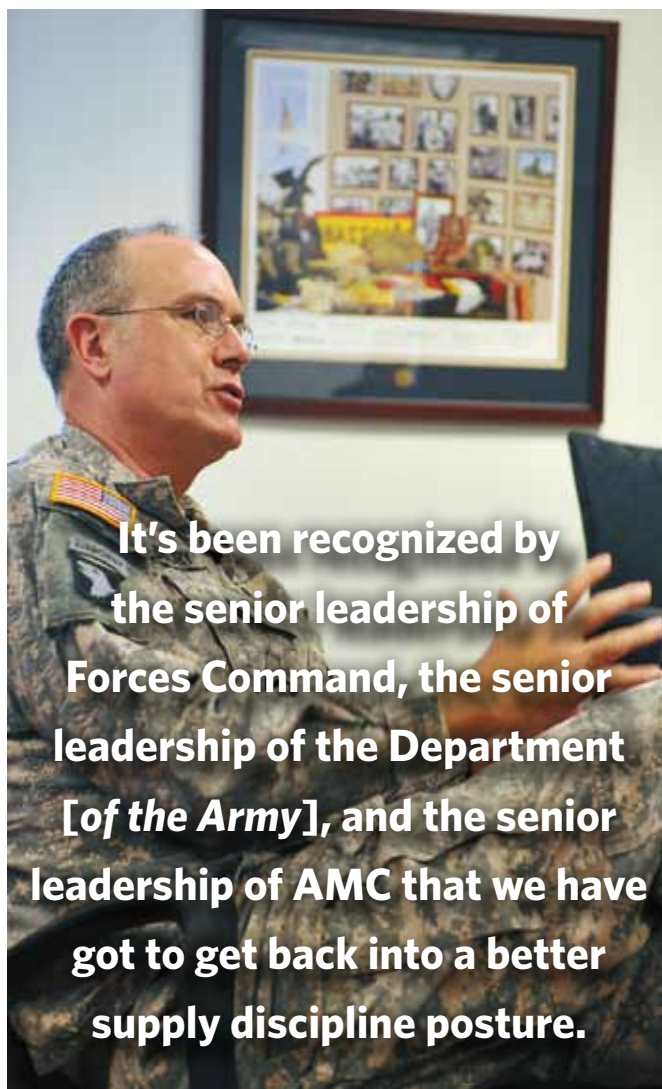 It's been recognized by
the senior leadership of
Forces Command, the senior
leadership of the Department
[of the Army], and the senior
leadership of AMC that we have
got to get back into a better
supply discipline posture.